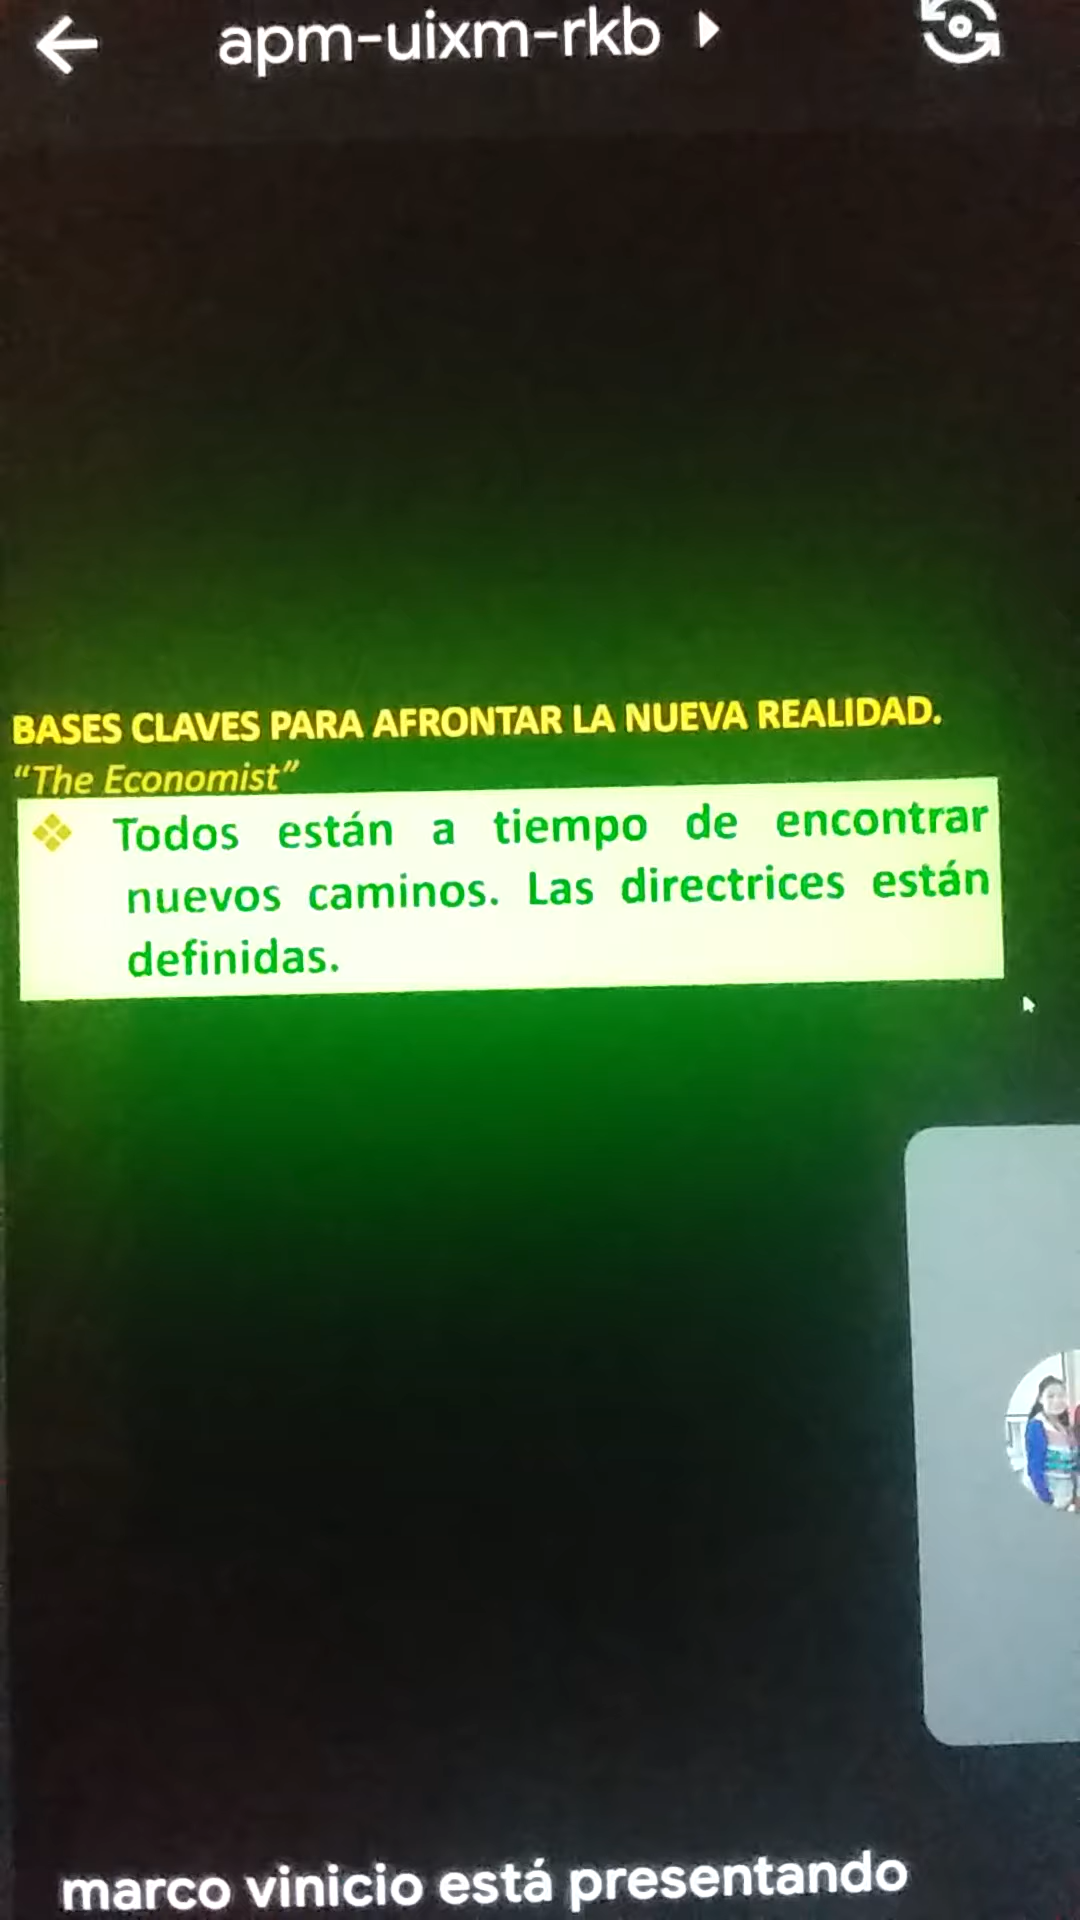 apm-uixm-rkb
BASES CLAVES PARA AFRONTAR LA NUEVA REALIDAD.
“The Economist”
Todos están a tiempo de encontrar
nuevos caminos. Las directrices están
definidas.
marco vinicio está presentando